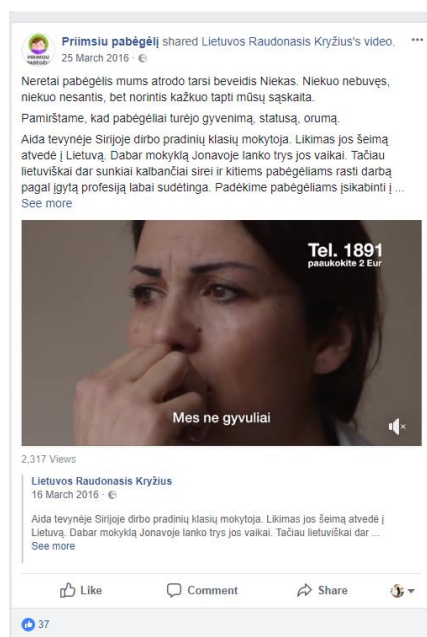 Priimsiu pabėgėlį shared Lietuvos Raudonasis Kryžius's video.
25 March 2016 ·
PRIIMSIU
PABĖGĖLĮ
Neretai pabėgėlis mums atrodo tarsi beveidis Niekas. Niekuo nebuvęs,
niekuo nesantis, bet norintis kažkuo tapti mūsų sąskaita.
Pamirštame, kad pabėgėliai turėjo gyvenimą, statusą, orumą.
Aida tevynėje Sirijoje dirbo pradinių klasių mokytoja. Likimas jos šeimą
atvedė į Lietuvą. Dabar mokyklą Jonavoje lanko trys jos vaikai. Tačiau
lietuviškai dar sunkiai kalbančiai sirei ir kitiems pabėgėliams rasti darbą
pagal įgytą profesiją labai sudėtinga. Padėkime pabėgėliams įsikabinti į ...
See more
Tel. 1891
paaukokite 2 Eur
Mes ne gyvuliai
2,317 Views
Lietuvos Raudonasis Kryžius
16 March 2016 ·
Aida tevynėje Sirijoje dirbo pradinių klasių mokytoja. Likimas jos šeimą atvedė į
Lietuvą. Dabar mokyklą Jonavoje lanko trys jos vaikai. Tačiau lietuviškai dar ...
See more
Like Comment Share
37